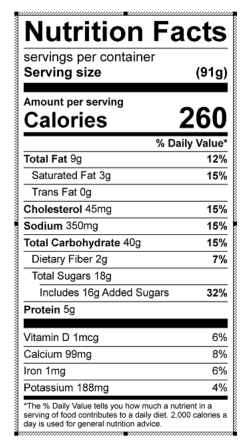 Nutrition Facts
servings per container
Serving size (91g)
Amount per serving
Calories 260
% Daily Value*
Total Fat 9g 12%
Saturated Fat 3g 15%
Trans Fat 0g
Cholesterol 45mg 15%
Sodium 350mg 15%
Total Carbohydrate 40g 15%
Dietary Fiber 2g 7%
Total Sugars 18g
Includes 16g Added Sugars 32%
Protein 5g
Vitamin D 1mcg 6%
Calcium 99mg 8%
Iron 1mg 6%
Potassium 188mg 4%
*The % Daily Value tells you how much a nutrient in a
serving of food contributes to a daily diet. 2,000 calories a
day is used for general nutrition advice.